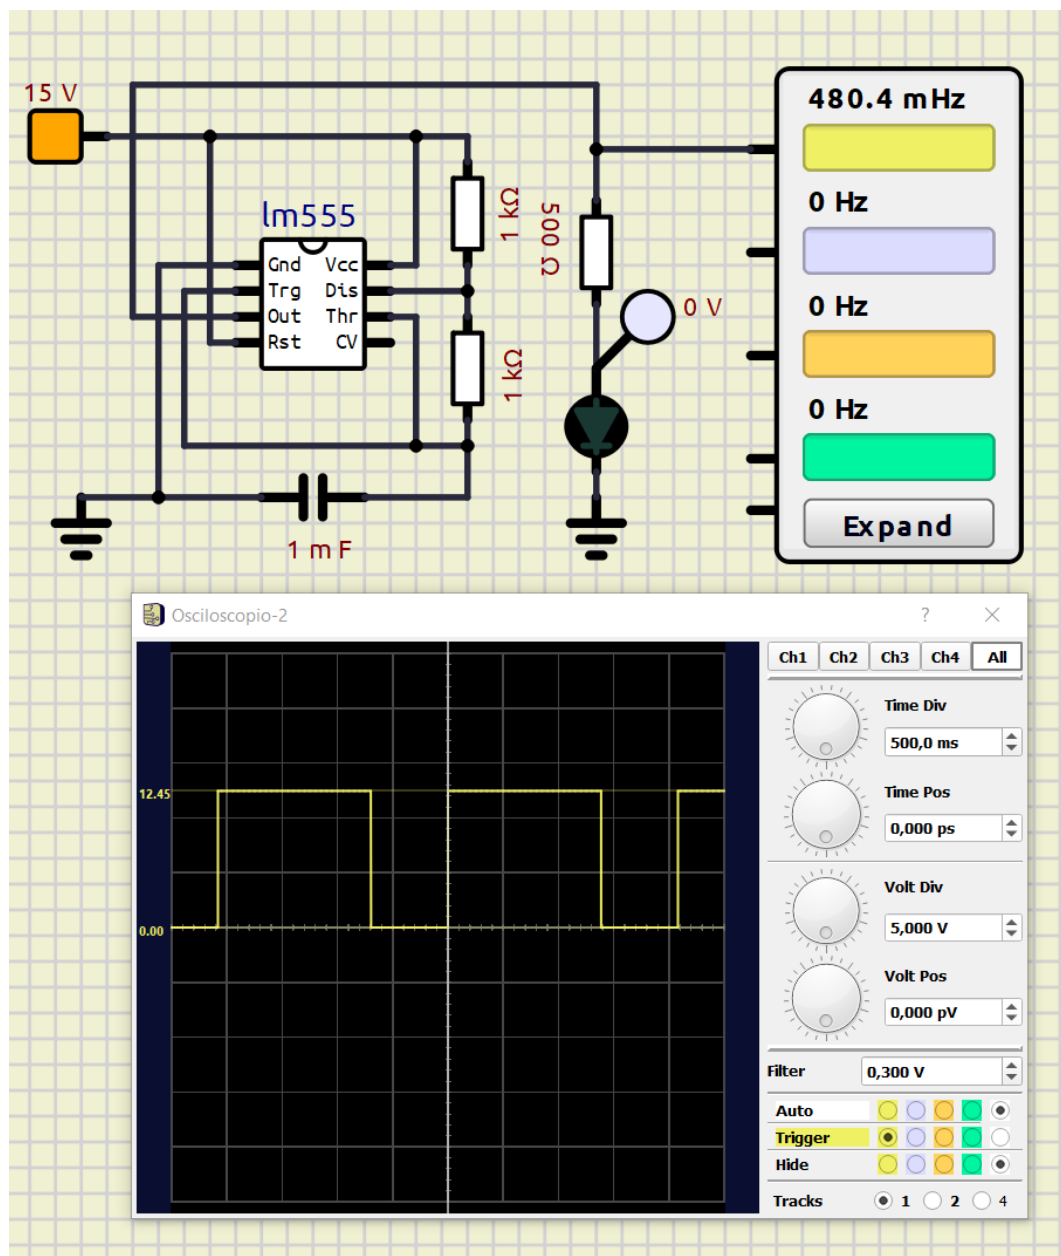 15 V
480.4 mHz
0 Hz
0 Hz
0 Hz
Expand
lm555
Gnd Vcc
Trg Dis
Out Thr
Rst CV
1 kΩ
500 Ω
1 kΩ
0 V
1 mF
Osciloscopio-2
?
12.45
0.00
Ch1 Ch2 Ch3 Ch4 All
Time Div
500,0 ms
Time Pos
0,000 ps
Volt Div
5,000 V
Volt Pos
0,000 pV
Filter 0,300 V
Auto
Trigger
Hide
Tracks 1 2 4